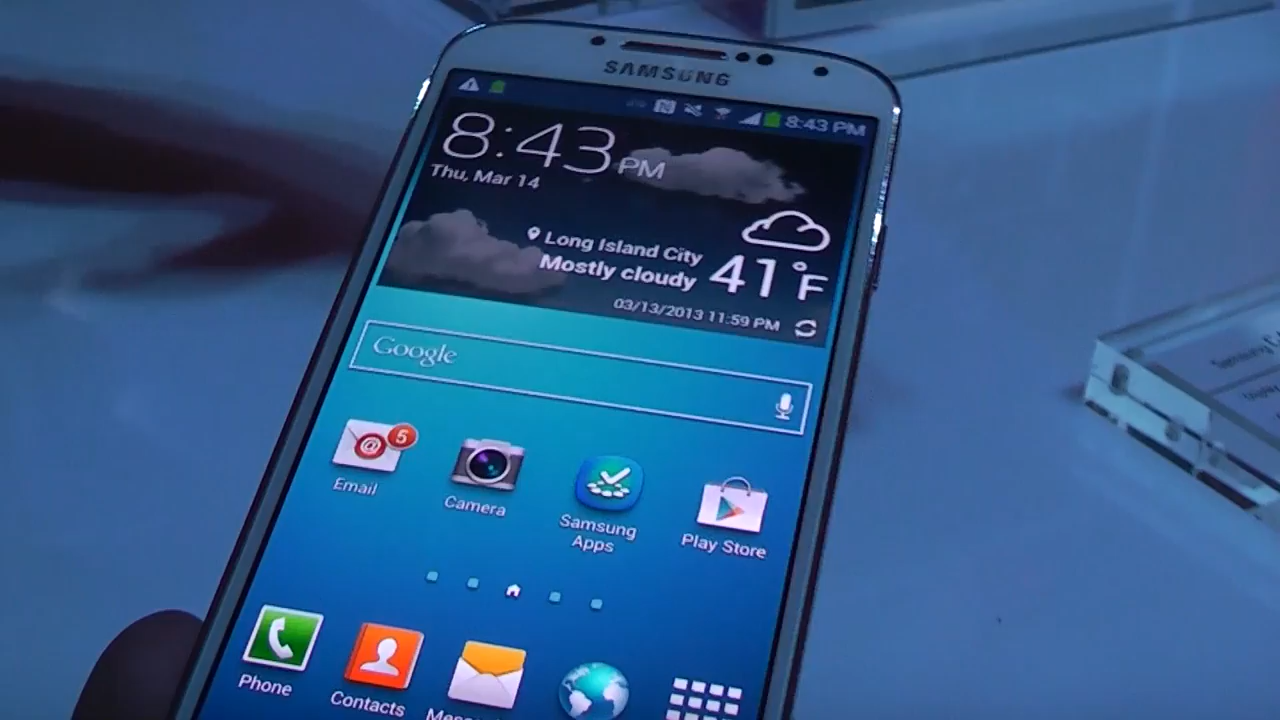 SAMSUNG
8:43 PM
8:43 PM
Thu, Mar 14
Long Island City
Mostly cloudy
41°F
03/13/2013 11:59 PM
Google
@
5
Email
Camera
Samsung
Apps
Play Store
Phone
Contacts